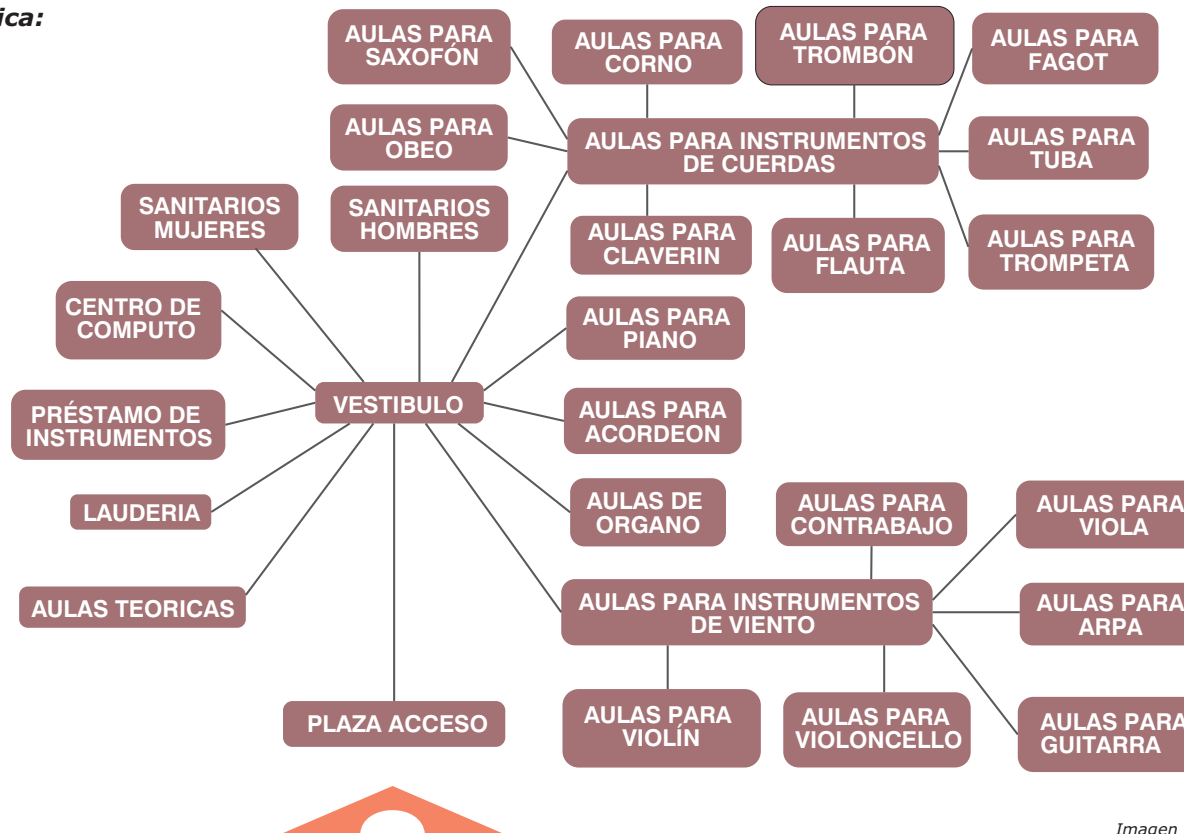 ica:
AULAS PARA
SAXOFÓN
AULAS PARA
CORNO
AULAS PARA
TROMBÓN
AULAS PARA
FAGOT
AULAS PARA
OBEO
AULAS PARA INSTRUMENTOS
DE CUERDAS
AULAS PARA
TUBA
SANITARIOS
MUJERES
SANITARIOS
HOMBRES
AULAS PARA
CLAVERIN
AULAS PARA
FLAUTA
AULAS PARA
TROMPETA
CENTRO DE
COMPUTO
AULAS PARA
PIANO
PRÉSTAMO DE
INSTRUMENTOS
VESTIBULO
AULAS PARA
ACORDEON
LAUDERIA
AULAS DE
ORGANO
AULAS PARA
CONTRABAJO
AULAS PARA
VIOLA
AULAS TEORICAS
AULAS PARA INSTRUMENTOS
DE VIENTO
AULAS PARA
ARPA
PLAZA ACCESO
AULAS PARA
VIOLÍN
AULAS PARA
VIOLONCELLO
AULAS PARA
GUITARRA
Imagen